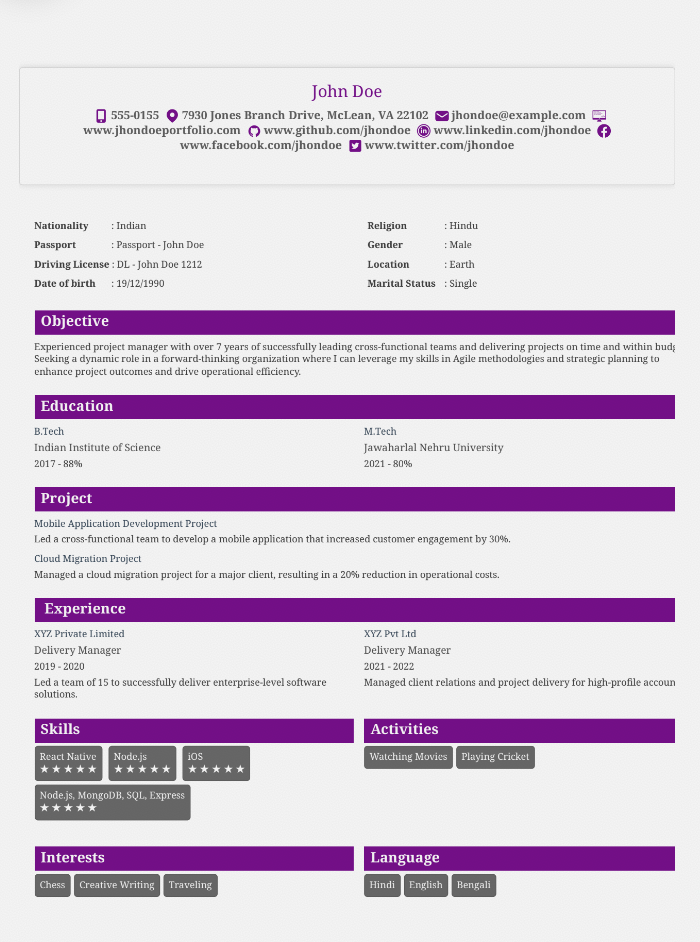 John Doe
555-0155 7930 Jones Branch Drive, McLean, VA 22102 jhondoe@example.com
www.jhondoeportfolio.com www.github.com/jhondoe www.linkedin.com/jhondoe
www.facebook.com/jhondoe www.twitter.com/jhondoe
Nationality : Indian
Religion : Hindu
Passport : Passport - John Doe
Gender : Male
Driving License : DL - John Doe 1212
Location : Earth
Date of birth : 19/12/1990
Marital Status : Single
Objective
Experienced project manager with over 7 years of successfully leading cross-functional teams and delivering projects on time and within
Seeking a dynamic role in a forward-thinking organization where I can leverage my skills in Agile methodologies and strategic planning to
enhance project outcomes and drive operational efficiency.
Education
B.Tech
Indian Institute of Science
2017 - 88%
M.Tech
Jawaharlal Nehru University
2021 - 80%
Project
Mobile Application Development Project
Led a cross-functional team to develop a mobile application that increased customer engagement by 30%.
Cloud Migration Project
Managed a cloud migration project for a major client, resulting in a 20% reduction in operational costs.
Experience
XYZ Private Limited
Delivery Manager
2019 - 2020
Led a team of 15 to successfully deliver enterprise-level software
solutions.
XYZ Pvt Ltd
Delivery Manager
2021 - 2022
Managed client relations and project delivery for high-profile accoun
Skills
React Native
★★★★★
Node.js
★★★★★
iOS
★★★★★
Node.js, MongoDB, SQL, Express
★★★★★
Activities
Watching Movies
Playing Cricket
Interests
Chess
Creative Writing
Traveling
Language
Hindi
English
Bengali